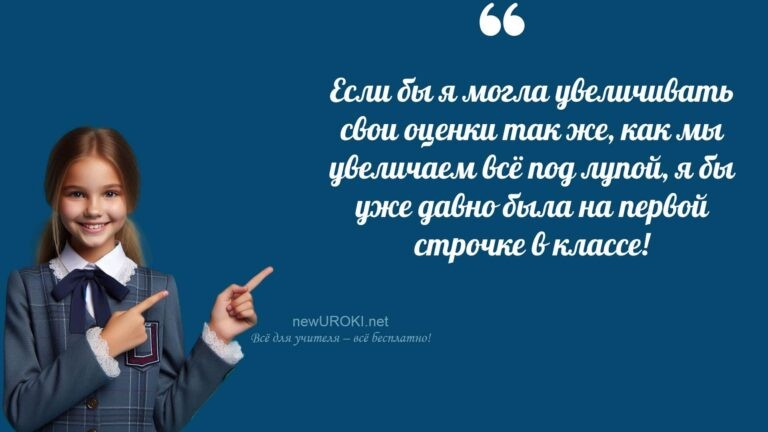 ❝
Если бы я могла увеличивать
свои оценки так же, как мы
увеличаем всё под лупой, я бы
уже давно была на первой
строчке в классе!
newUROKI.net
Всё для учителя – всё бесплатно!